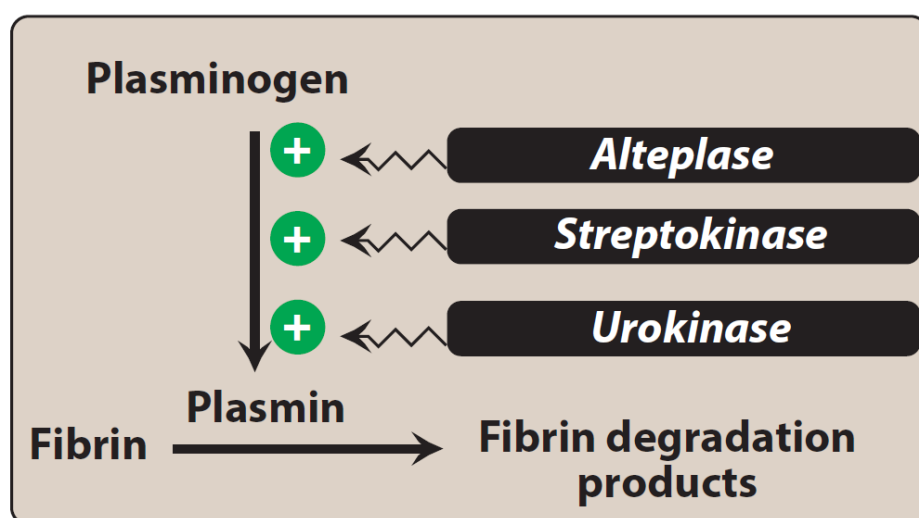 Plasminogen
+
Alteplase
+
Streptokinase
+
Urokinase
Plasmin
Fibrin
Fibrin degradation
products